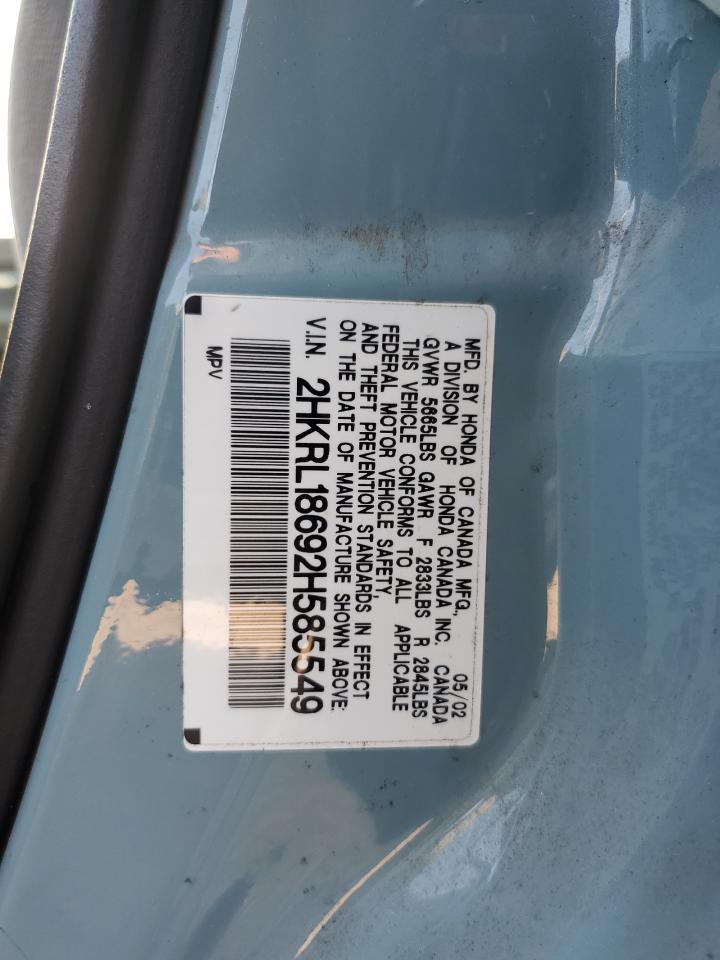 MFD. BY HONDA OF CANADA MFG., 05/02
A DIVISION OF HONDA CANADA INC. CANADA
GVWR 5665LBS GAWR F 2833LBS R 2845LBS
THIS VEHICLE CONFORMS TO ALL APPLICABLE
FEDERAL MOTOR VEHICLE SAFETY,
AND THEFT PREVENTION STANDARDS IN EFFECT
ON THE DATE OF MANUFACTURE SHOWN ABOVE.
V.I.N. 2HKRL18692H585549
MPV